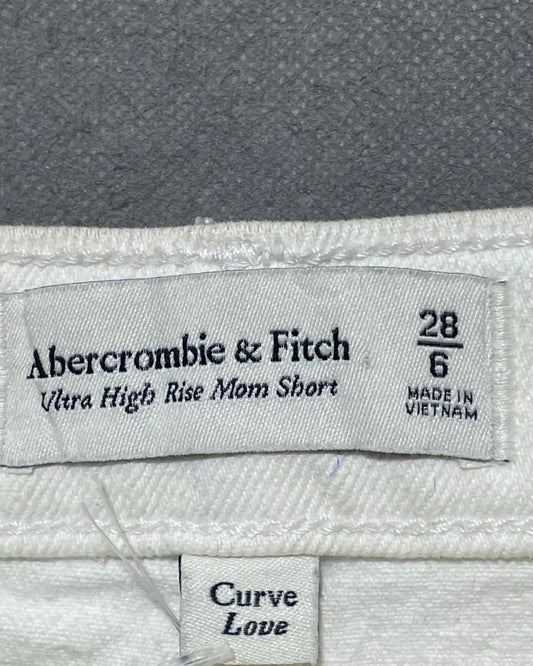 Abercrombie & Fitch
Ultra High Rise Mom Short
28
6
MADE IN
VIETNAM
Curve
Love